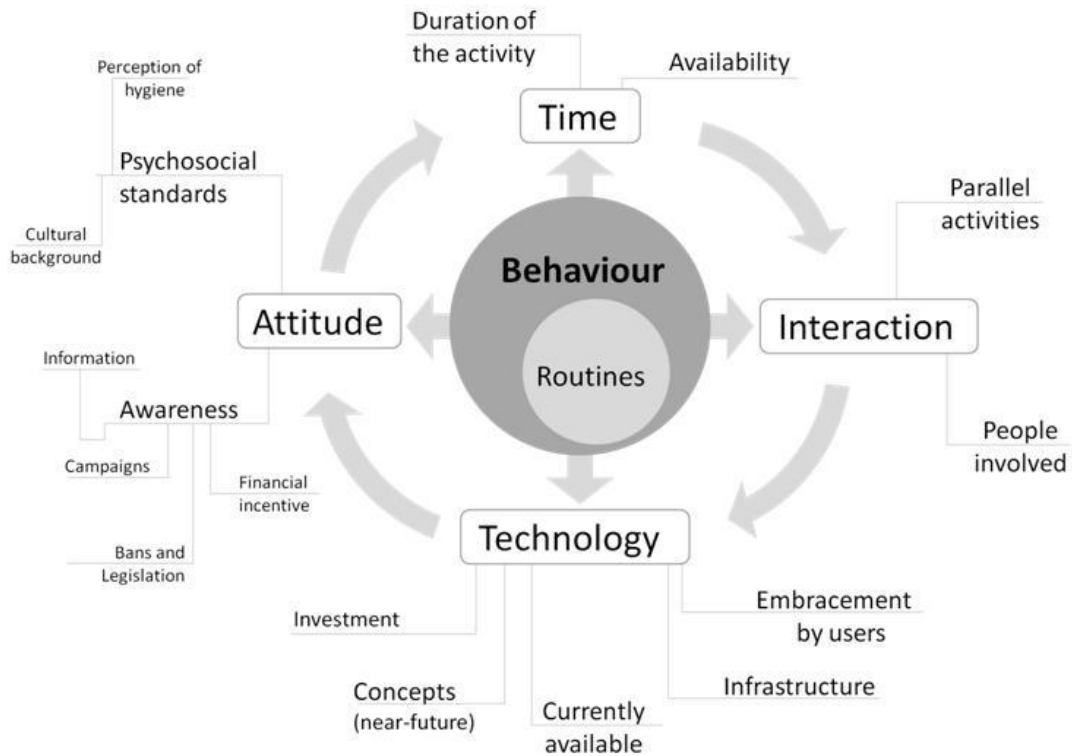 Duration of
the activity
Availability
Time
Perception of
hygiene
Psychosocial
standards
Cultural
background
Parallel
activities
Behaviour
Attitude
Interaction
Routines
Information
Awareness
Campaigns
Financial
incentive
Bans and
Legislation
People
involved
Technology
Investment
Embracement
by users
Concepts
(near-future)
Currently
available
Infrastructure